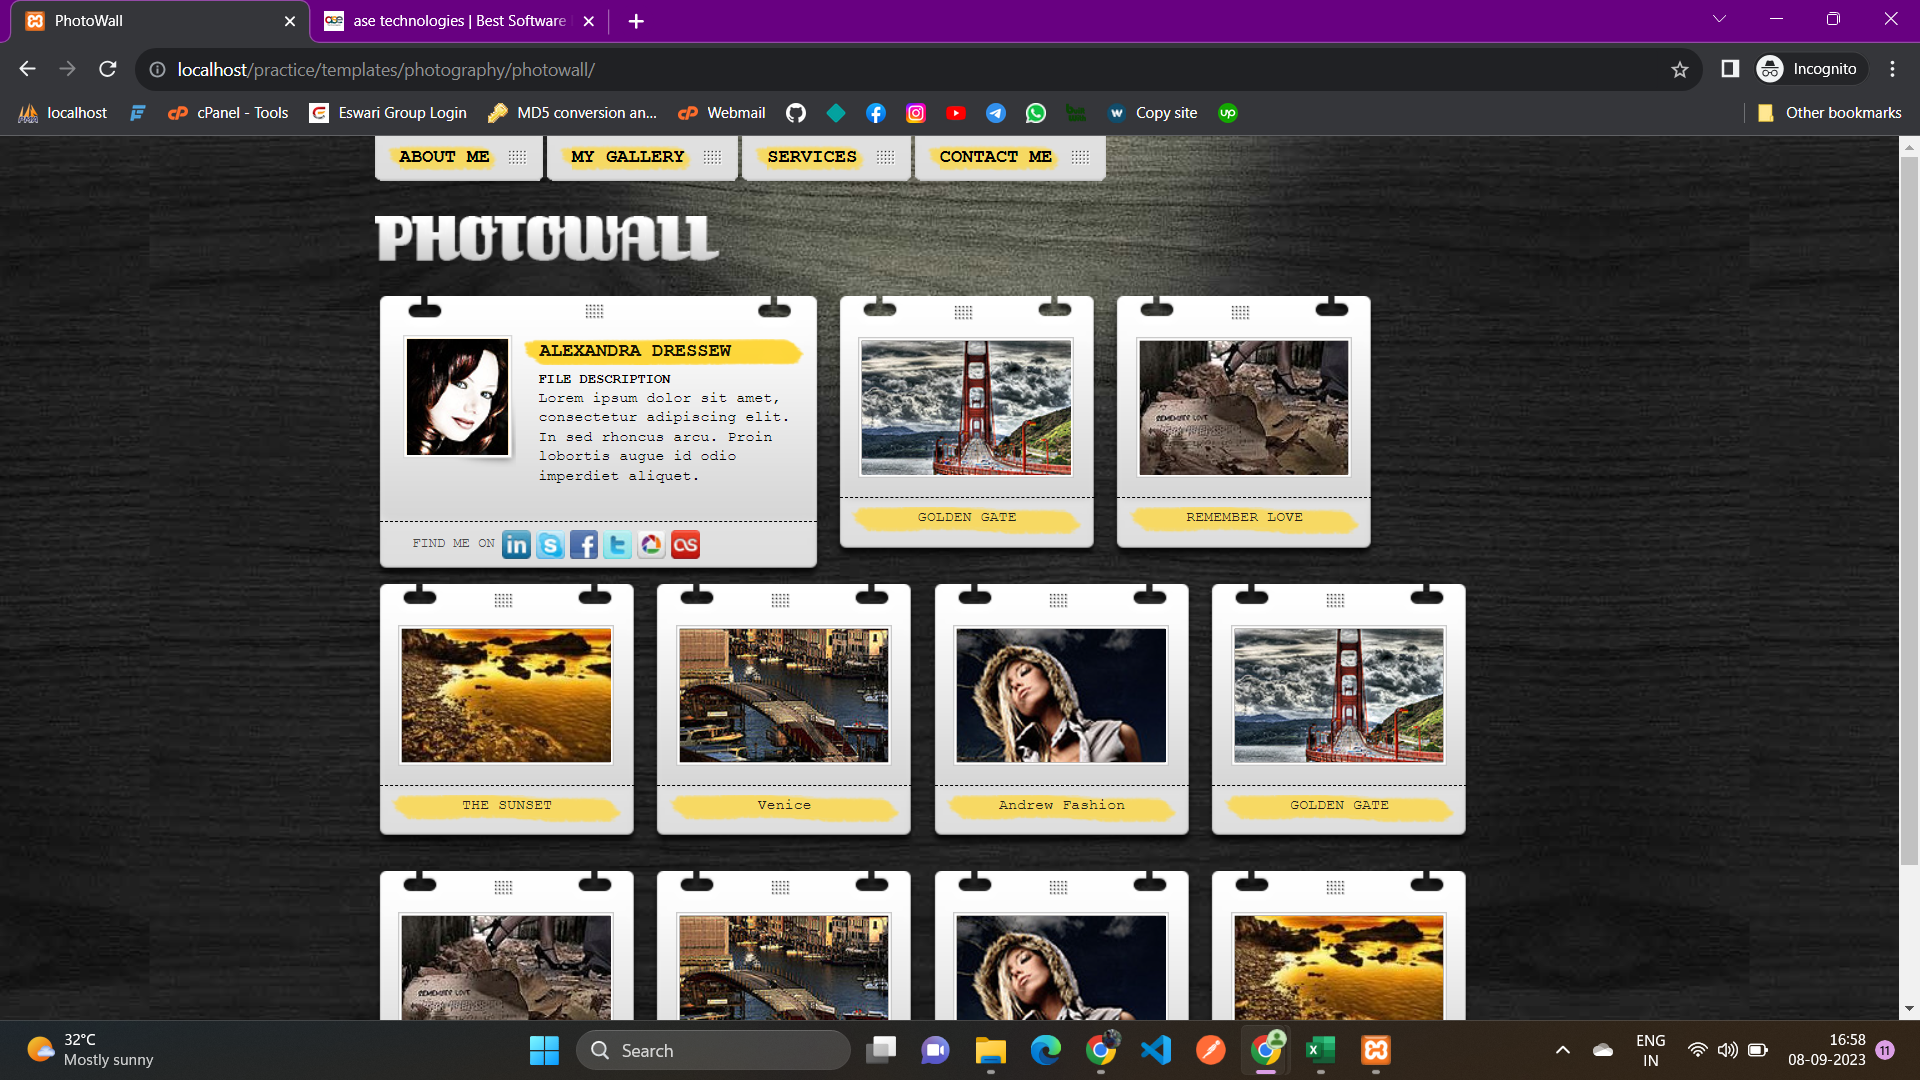 PhotoWall
ase technologies | Best Software
localhost/practice/templates/photography/photowall/
Incognito
localhost
cPanel - Tools
Eswari Group Login
MD5 conversion an...
Webmail
Copy site
Other bookmarks
ABOUT ME
MY GALLERY
SERVICES
CONTACT ME
PHOTOWALL
ALEXANDRA DRESSEW
FILE DESCRIPTION
Lorem ipsum dolor sit amet,
consectetur adipiscing elit.
In sed rhoncus arcu. Proin
lobortis augue id odio
imperdiet aliquet.
FIND ME ON
REMEMBER LOVE
GOLDEN GATE
REMEMBER LOVE
THE SUNSET
Venice
Andrew Fashion
GOLDEN GATE
REMEMBER LOVE
32°C
Mostly sunny
Search
ENG
IN
16:58
08-09-2023
11